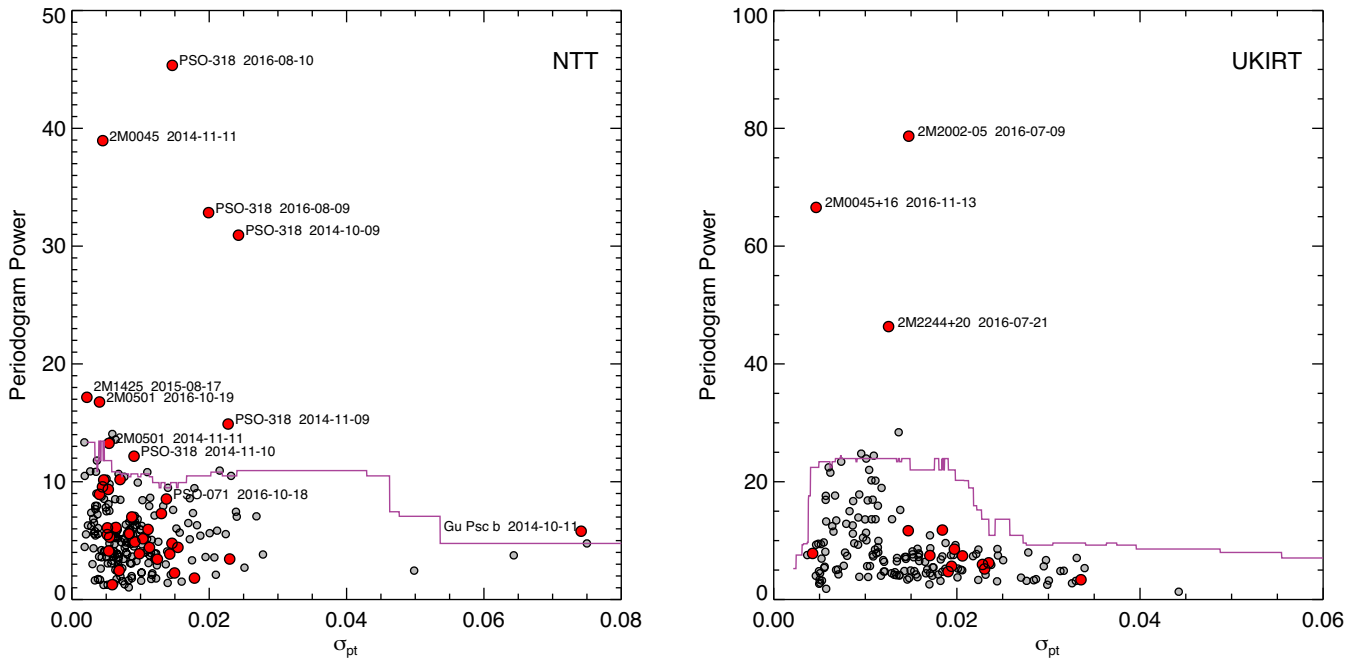 NTT
PSO-318 2016-08-10
2M0045 2014-11-11
PSO-318 2016-08-09
PSO-318 2014-10-09
2M1425 2015-08-17
2M0501 2016-10-19
PSO-318 2014-11-09
2M0501 2014-11-11
PSO-318 2014-11-10
PSO-071 2016-10-18
Gu Psc b 2014-10-11
Periodogram Power
50
40
30
20
10
0
0.00
0.02
0.04
0.06
0.08
σpt
UKIRT
2M2002-05 2016-07-09
2M0045+16 2016-11-13
2M2244+20 2016-07-21
Periodogram Power
100
80
60
40
20
0
0.00
0.02
0.04
0.06
σpt